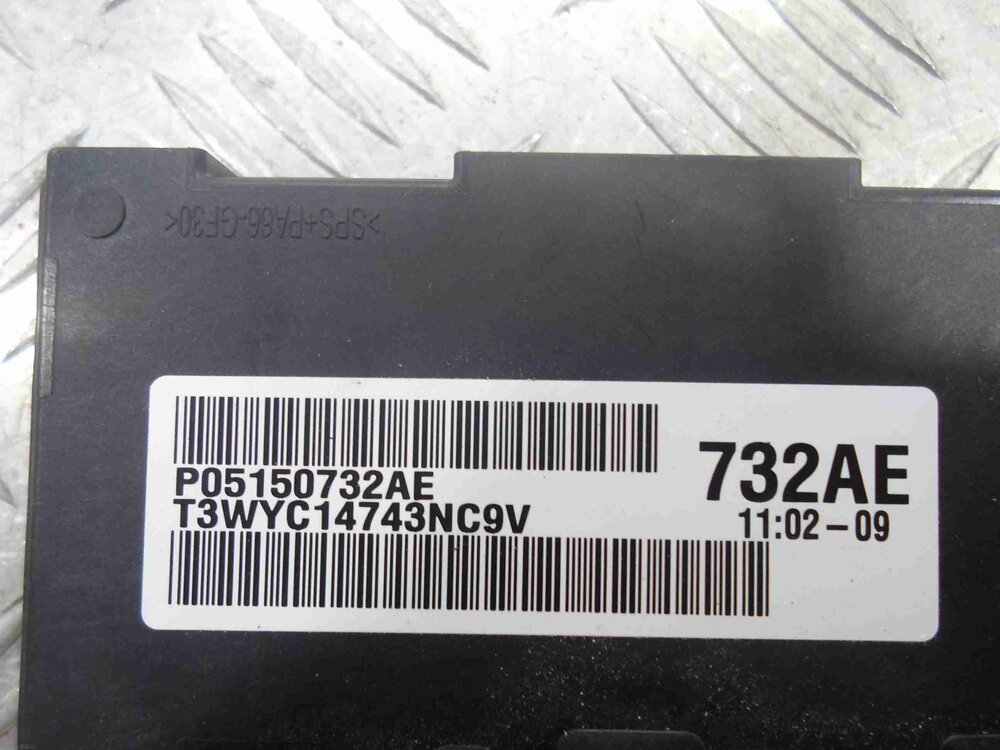 >SPS+PA66-GF30<
P05150732AE
T3WYC14743NC9V
732AE
11:02-09